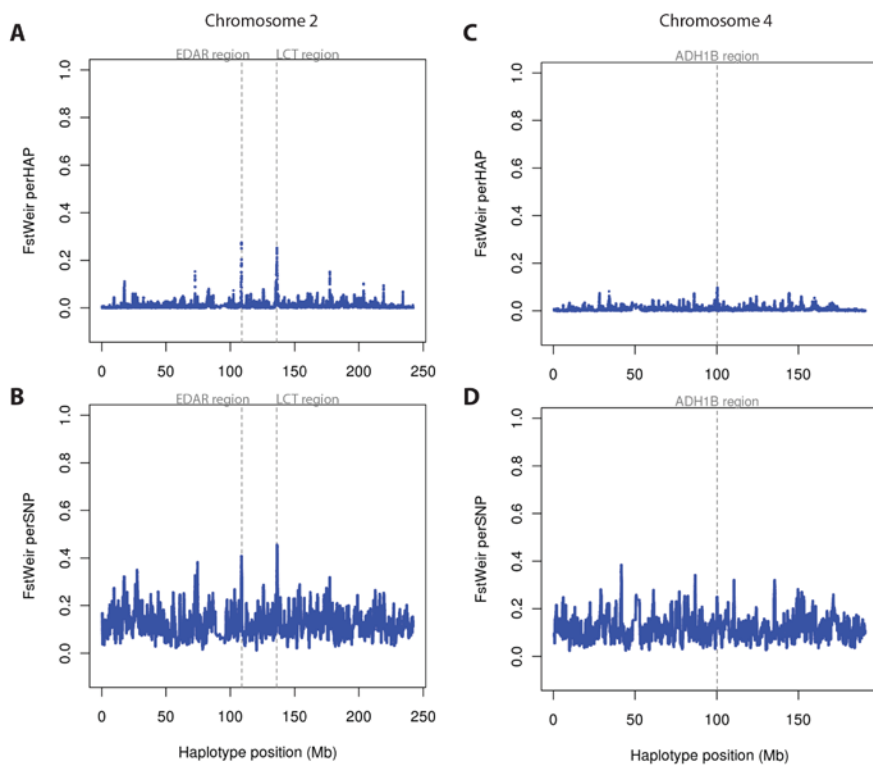 Chromosome 2
A
EDAR region LCT region
FstWeir perHAP
1.0
0.8
0.6
0.4
0.2
0.0
0 50 100 150 200 250
B
EDAR region LCT region
FstWeir perSNP
1.0
0.8
0.6
0.4
0.2
0.0
0 50 100 150 200 250
Haplotype position (Mb)
Chromosome 4
C
ADH1B region
FstWeir perHAP
1.0
0.8
0.6
0.4
0.2
0.0
0 50 100 150
D
ADH1B region
FstWeir perSNP
1.0
0.8
0.6
0.4
0.2
0.0
0 50 100 150
Haplotype position (Mb)